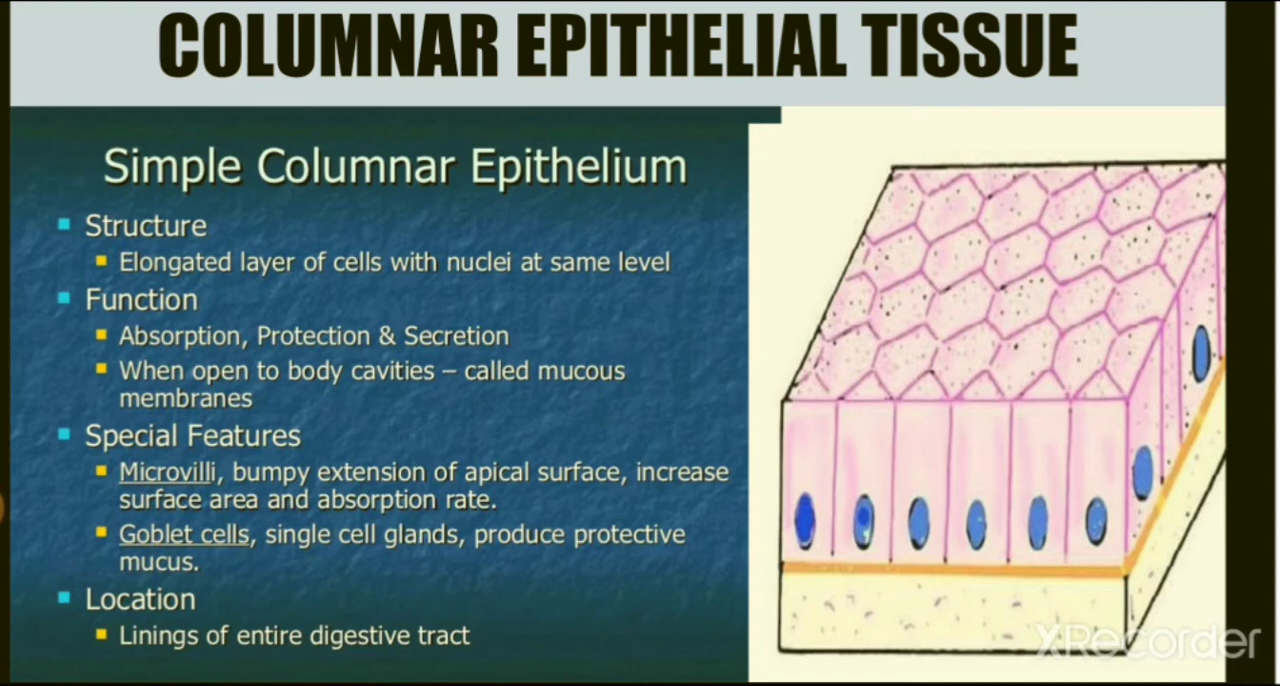 COLUMNAR EPITHELIAL TISSUE
Simple Columnar Epithelium
Structure
Elongated layer of cells with nuclei at same level
Function
Absorption, Protection & Secretion
When open to body cavities – called mucous
membranes
Special Features
Microvilli, bumpy extension of apical surface, increase
surface area and absorption rate.
Goblet cells, single cell glands, produce protective
mucus.
Location
Linings of entire digestive tract
XRecorder